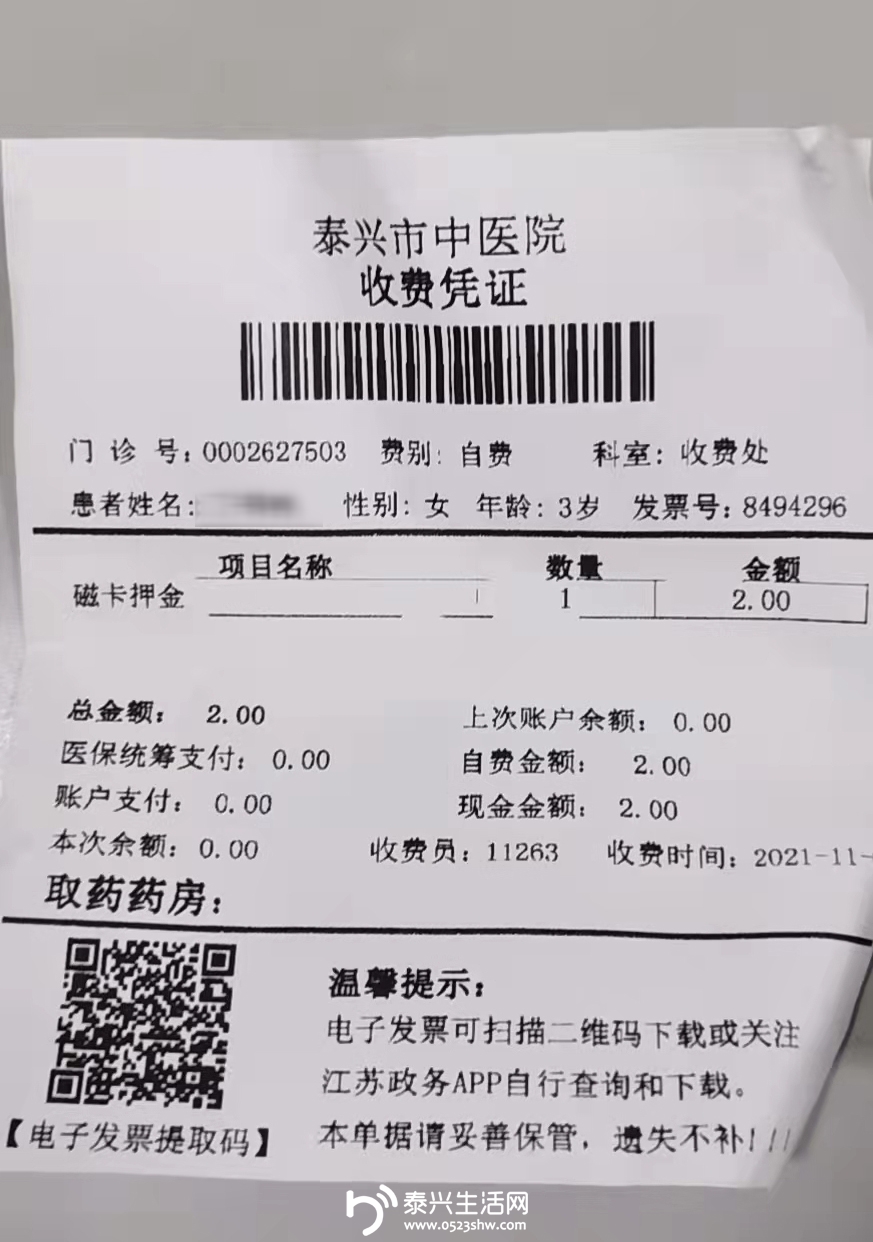 泰兴市中医院
收费凭证
门 诊 号：0002627503 费别：自费 科室：收费处
患者姓名： 性别：女 年龄：3岁 发票号：8494296
项目名称 数量 金额
磁卡押金 1 2.00
总金额： 2.00 上次账户余额： 0.00
医保统筹支付： 0.00 自费金额： 2.00
账户支付： 0.00 现金金额： 2.00
本次余额：0.00 收费员：11263 收费时间：2021-11-
取药药房：
温馨提示：
电子发票可扫描二维码下载或关注
江苏政务APP自行查询和下载。
【电子发票提取码】 本单据请妥善保管，遗失不补!!!
泰兴生活网
www.0523shw.com